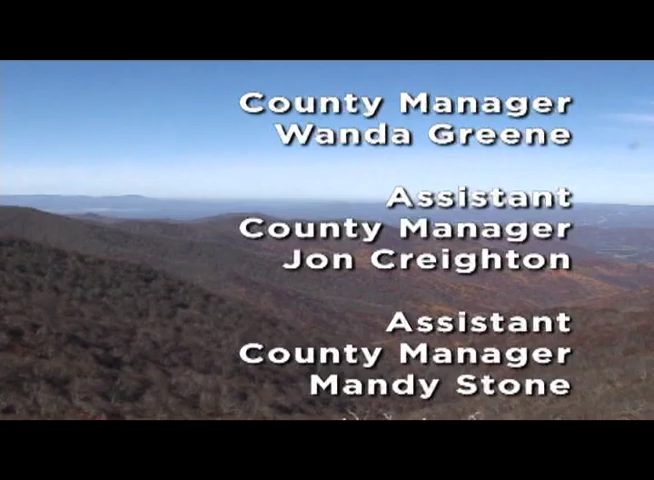 County Manager
Wanda Greene
Assistant
County Manager
Jon Creighton
Assistant
County Manager
Mandy Stone